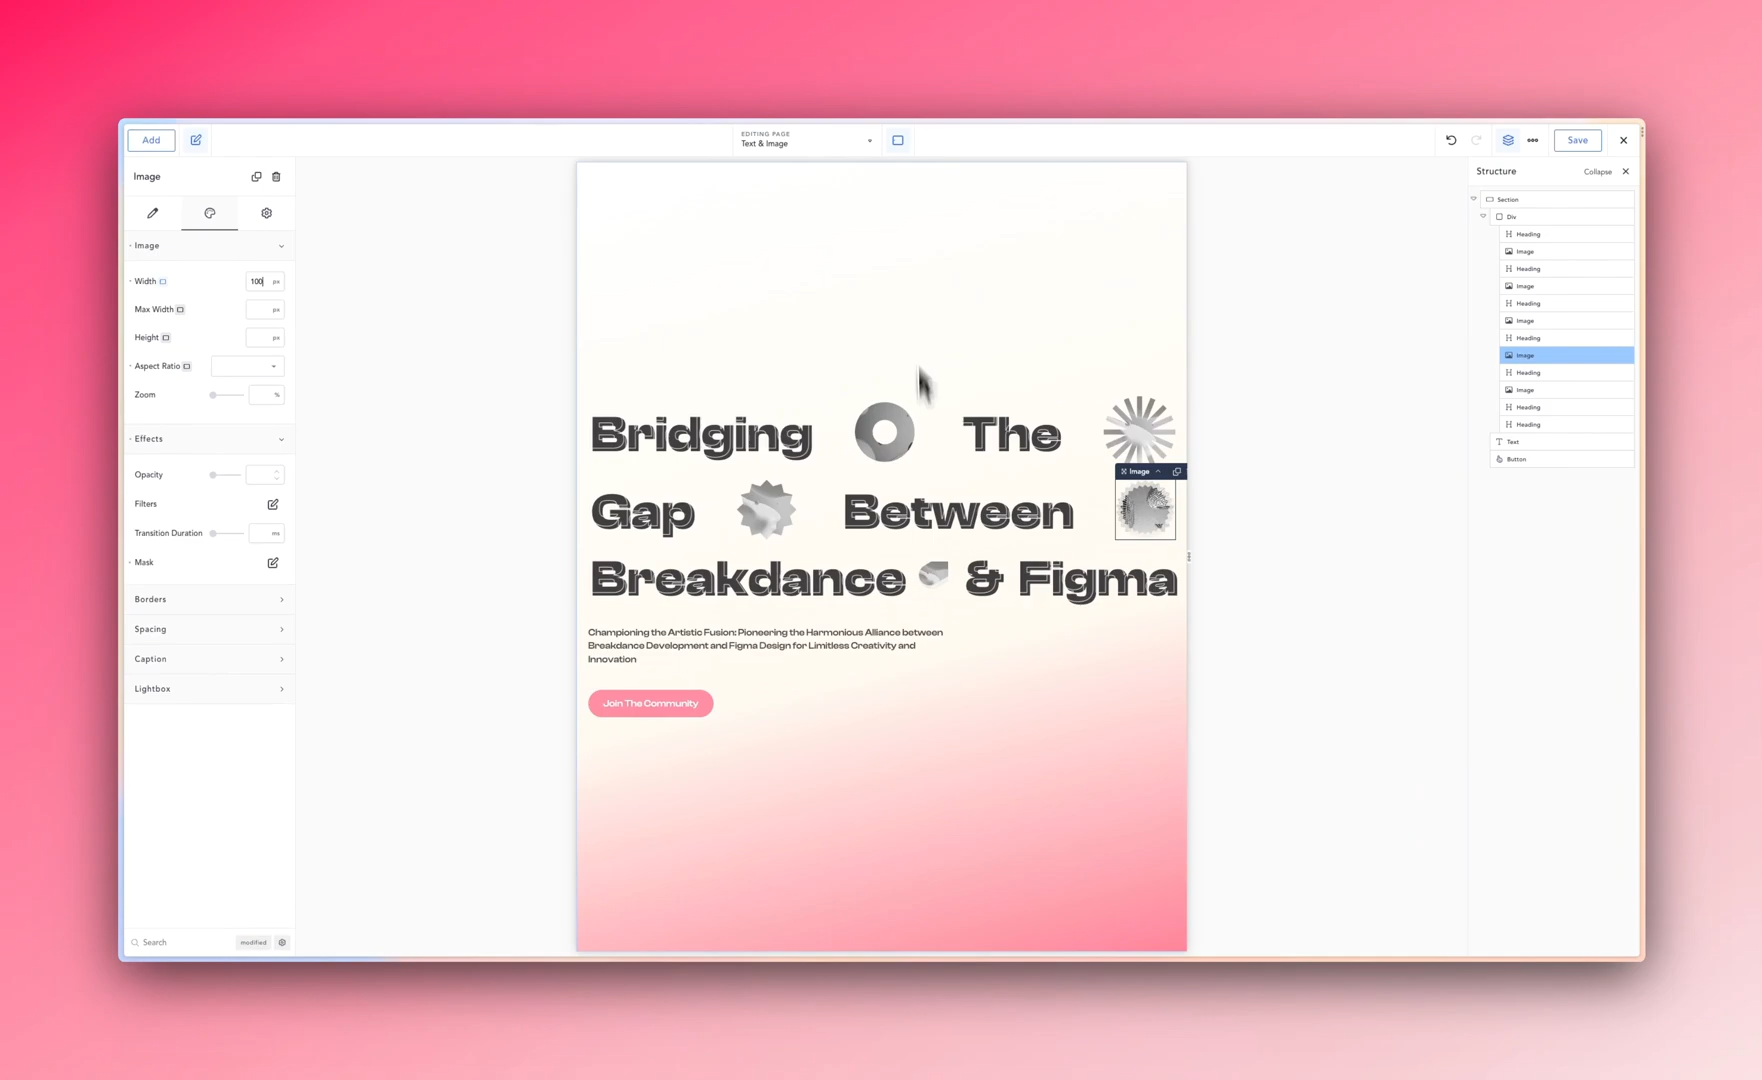 Add
EDITING PAGE
Text & Image
Save
Image
Image
Width
100
px
Max Width
px
Height
px
Aspect Ratio
Zoom
%
Effects
Opacity
Filters
Transition Duration
ms
Mask
Borders
Spacing
Caption
Lightbox
Search
modified
Bridging The
Image
Gap Between
Breakdance & Figma
Championing the Artistic Fusion: Pioneering the Harmonious Alliance between
Breakdance Development and Figma Design for Limitless Creativity and
Innovation
Join The Community
Structure
Collapse
Section
Div
Heading
Image
Heading
Image
Heading
Image
Heading
Image
Heading
Image
Heading
Heading
Text
Button